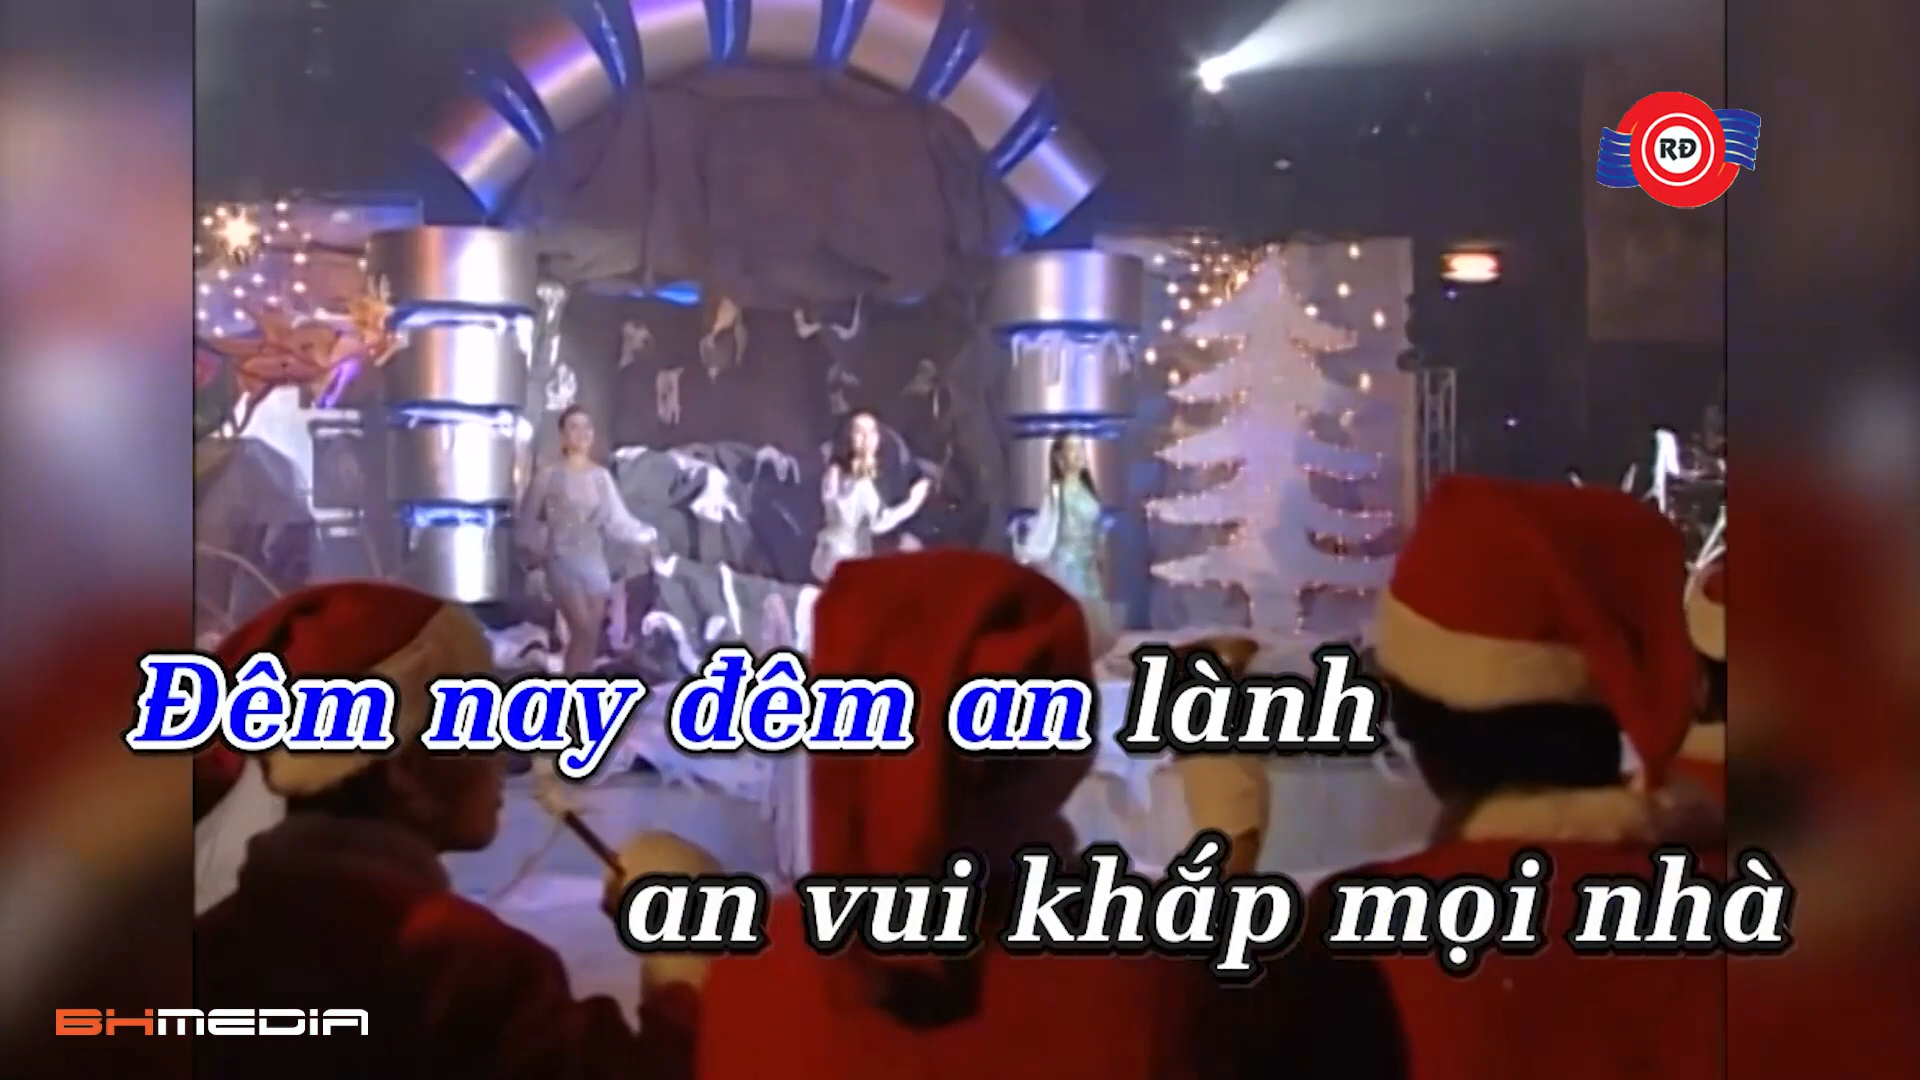 RĐ
Đêm nay đêm an lành
an vui khắp mọi nhà
BHMEDIA